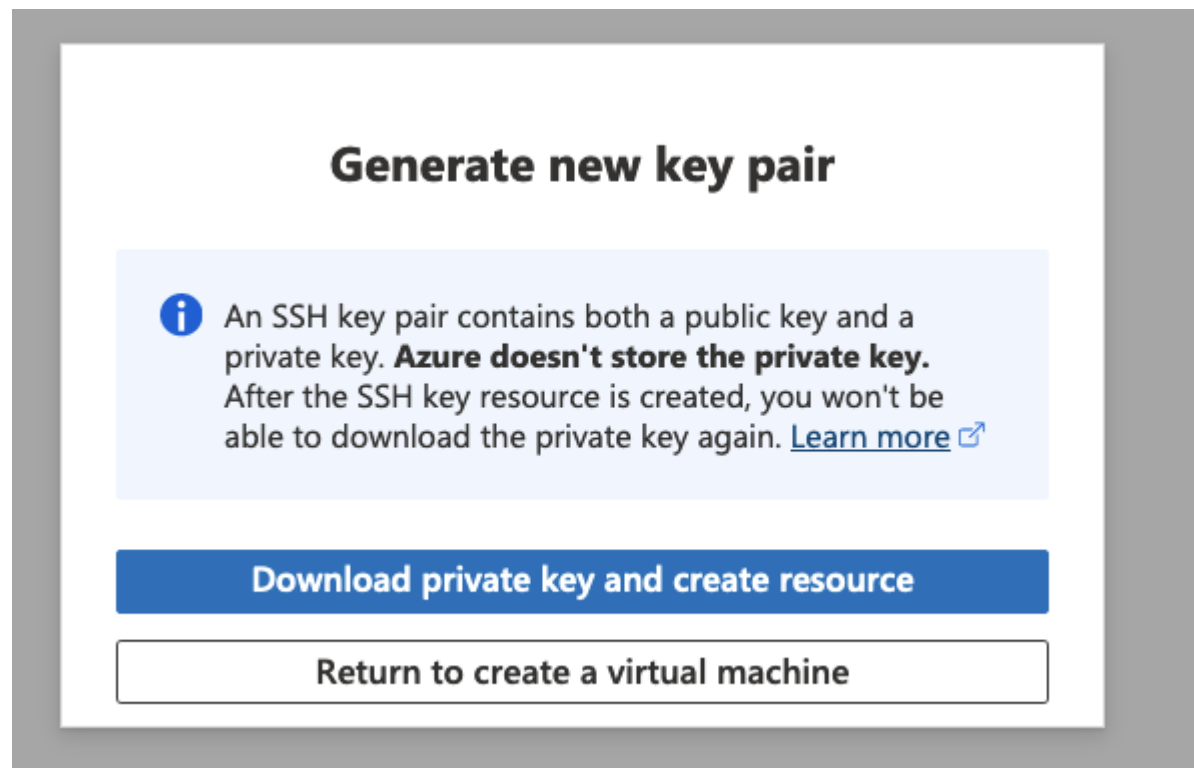 Generate new key pair
An SSH key pair contains both a public key and a
private key. Azure doesn't store the private key.
After the SSH key resource is created, you won't be
able to download the private key again. Learn more
Download private key and create resource
Return to create a virtual machine